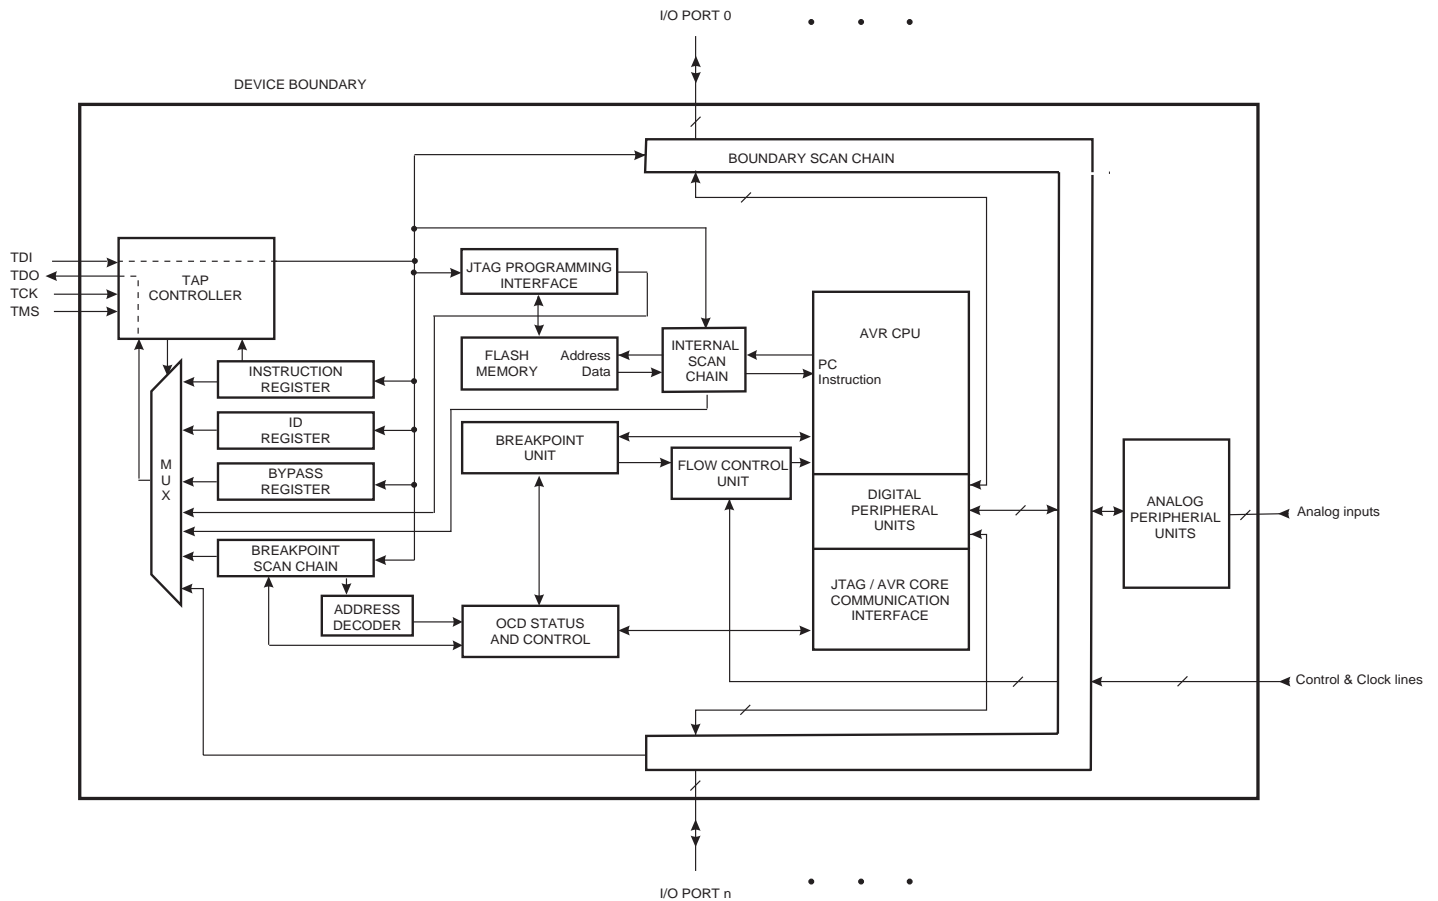 I/O PORT 0
DEVICE BOUNDARY
BOUNDARY SCAN CHAIN
TDI
TDO
TCK
TMS
TAP
CONTROLLER
JTAG PROGRAMMING
INTERFACE
AVR CPU
FLASH
MEMORY
Address
Data
INTERNAL
SCAN
CHAIN
PC
Instruction
INSTRUCTION
REGISTER
ID
REGISTER
M
U
X
BYPASS
REGISTER
BREAKPOINT
UNIT
FLOW CONTROL
UNIT
DIGITAL
PERIPHERAL
UNITS
ANALOG
PERIPHERIAL
UNITS
Analog inputs
BREAKPOINT
SCAN CHAIN
ADDRESS
DECODER
OCD STATUS
AND CONTROL
JTAG / AVR CORE
COMMUNICATION
INTERFACE
Control & Clock lines
I/O PORT n